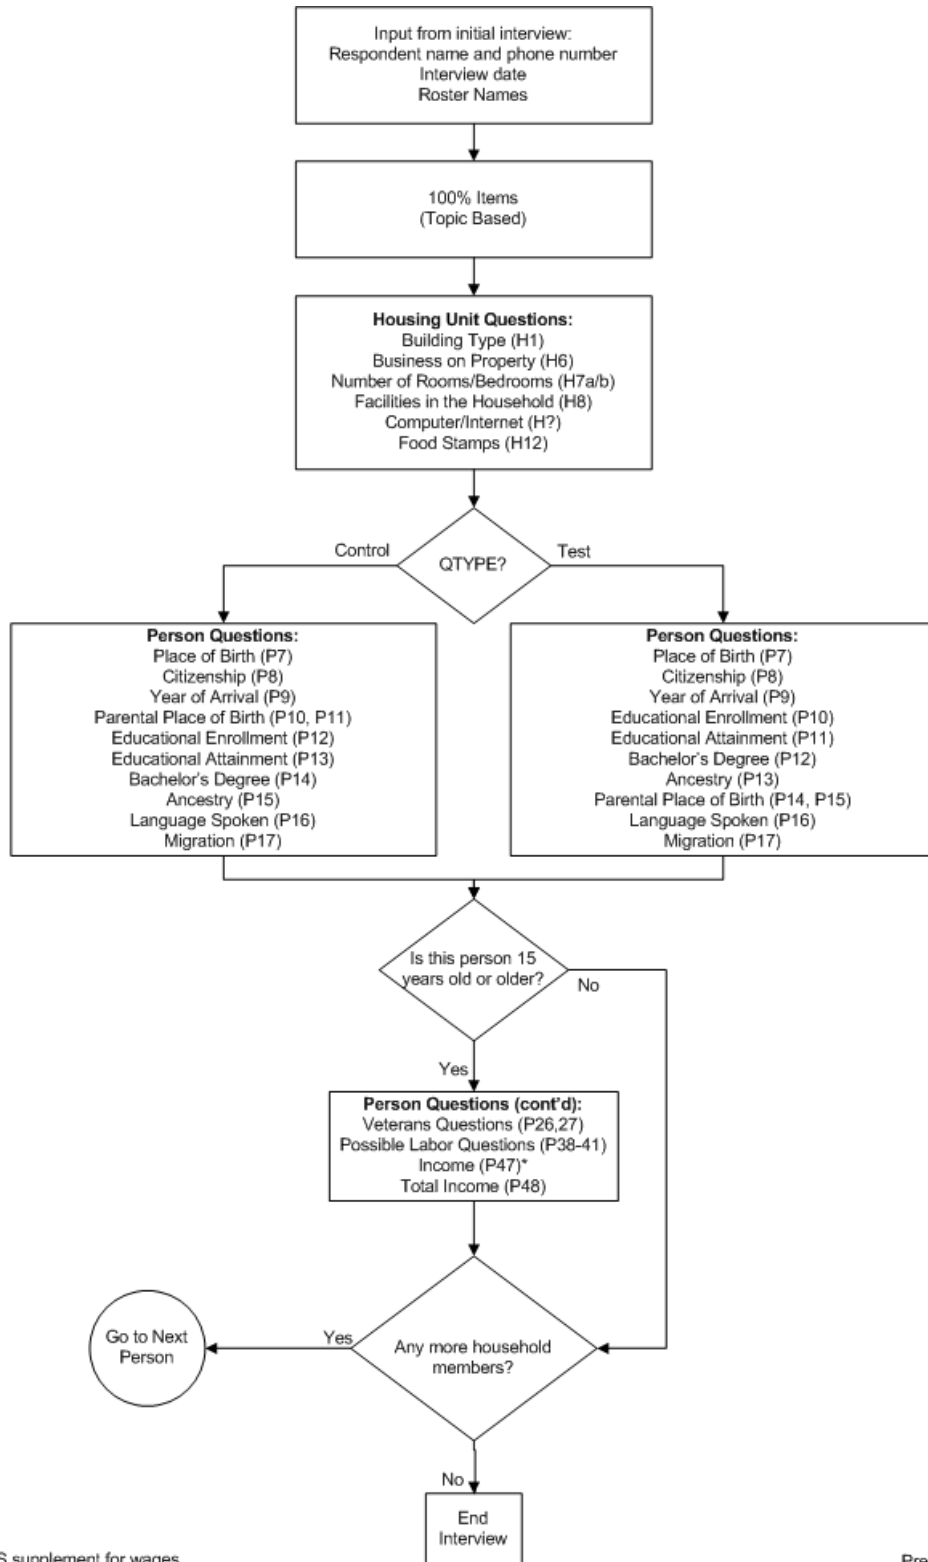 Input from initial interview:
Respondent name and phone number
Interview date
Roster Names
100% Items
(Topic Based)
Housing Unit Questions:
Building Type (H1)
Business on Property (H6)
Number of Rooms/Bedrooms (H7a/b)
Facilities in the Household (H8)
Computer/Internet (H?)
Food Stamps (H12)
QTYPE?
Control
Test
Person Questions:
Place of Birth (P7)
Citizenship (P8)
Year of Arrival (P9)
Parental Place of Birth (P10, P11)
Educational Enrollment (P12)
Educational Attainment (P13)
Bachelor's Degree (P14)
Ancestry (P15)
Language Spoken (P16)
Migration (P17)
Person Questions:
Place of Birth (P7)
Citizenship (P8)
Year of Arrival (P9)
Educational Enrollment (P10)
Educational Attainment (P11)
Bachelor's Degree (P12)
Ancestry (P13)
Parental Place of Birth (P14, P15)
Language Spoken (P16)
Migration (P17)
Is this person 15
years old or older?
No
Yes
Person Questions (cont'd):
Veterans Questions (P26,27)
Possible Labor Questions (P38-41)
Income (P47)*
Total Income (P48)
Any more household
members?
Yes
Go to Next
Person
No
End
Interview
S supplement for wages
Pre